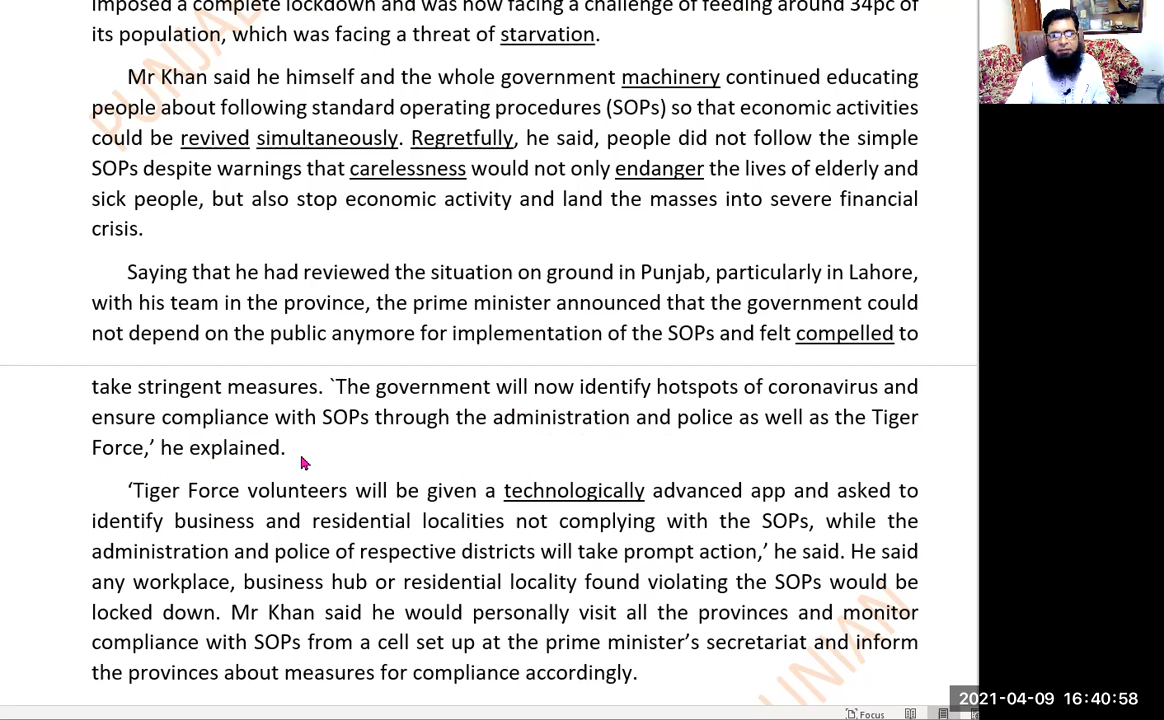 imposed a complete lockdown and was now facing a challenge of feeding around 34pc of
its population, which was facing a threat of starvation.
Mr Khan said he himself and the whole government machinery continued educating
people about following standard operating procedures (SOPs) so that economic activities
could be revived simultaneously. Regretfully, he said, people did not follow the simple
SOPs despite warnings that carelessness would not only endanger the lives of elderly and
sick people, but also stop economic activity and land the masses into severe financial
crisis.
Saying that he had reviewed the situation on ground in Punjab, particularly in Lahore,
with his team in the province, the prime minister announced that the government could
not depend on the public anymore for implementation of the SOPs and felt compelled to
take stringent measures. `The government will now identify hotspots of coronavirus and
ensure compliance with SOPs through the administration and police as well as the Tiger
Force,’ he explained.
‘Tiger Force volunteers will be given a technologically advanced app and asked to
identify business and residential localities not complying with the SOPs, while the
administration and police of respective districts will take prompt action,’ he said. He said
any workplace, business hub or residential locality found violating the SOPs would be
locked down. Mr Khan said he would personally visit all the provinces and monitor
compliance with SOPs from a cell set up at the prime minister’s secretariat and inform
the provinces about measures for compliance accordingly.
2021-04-09 16:40:58
Focus